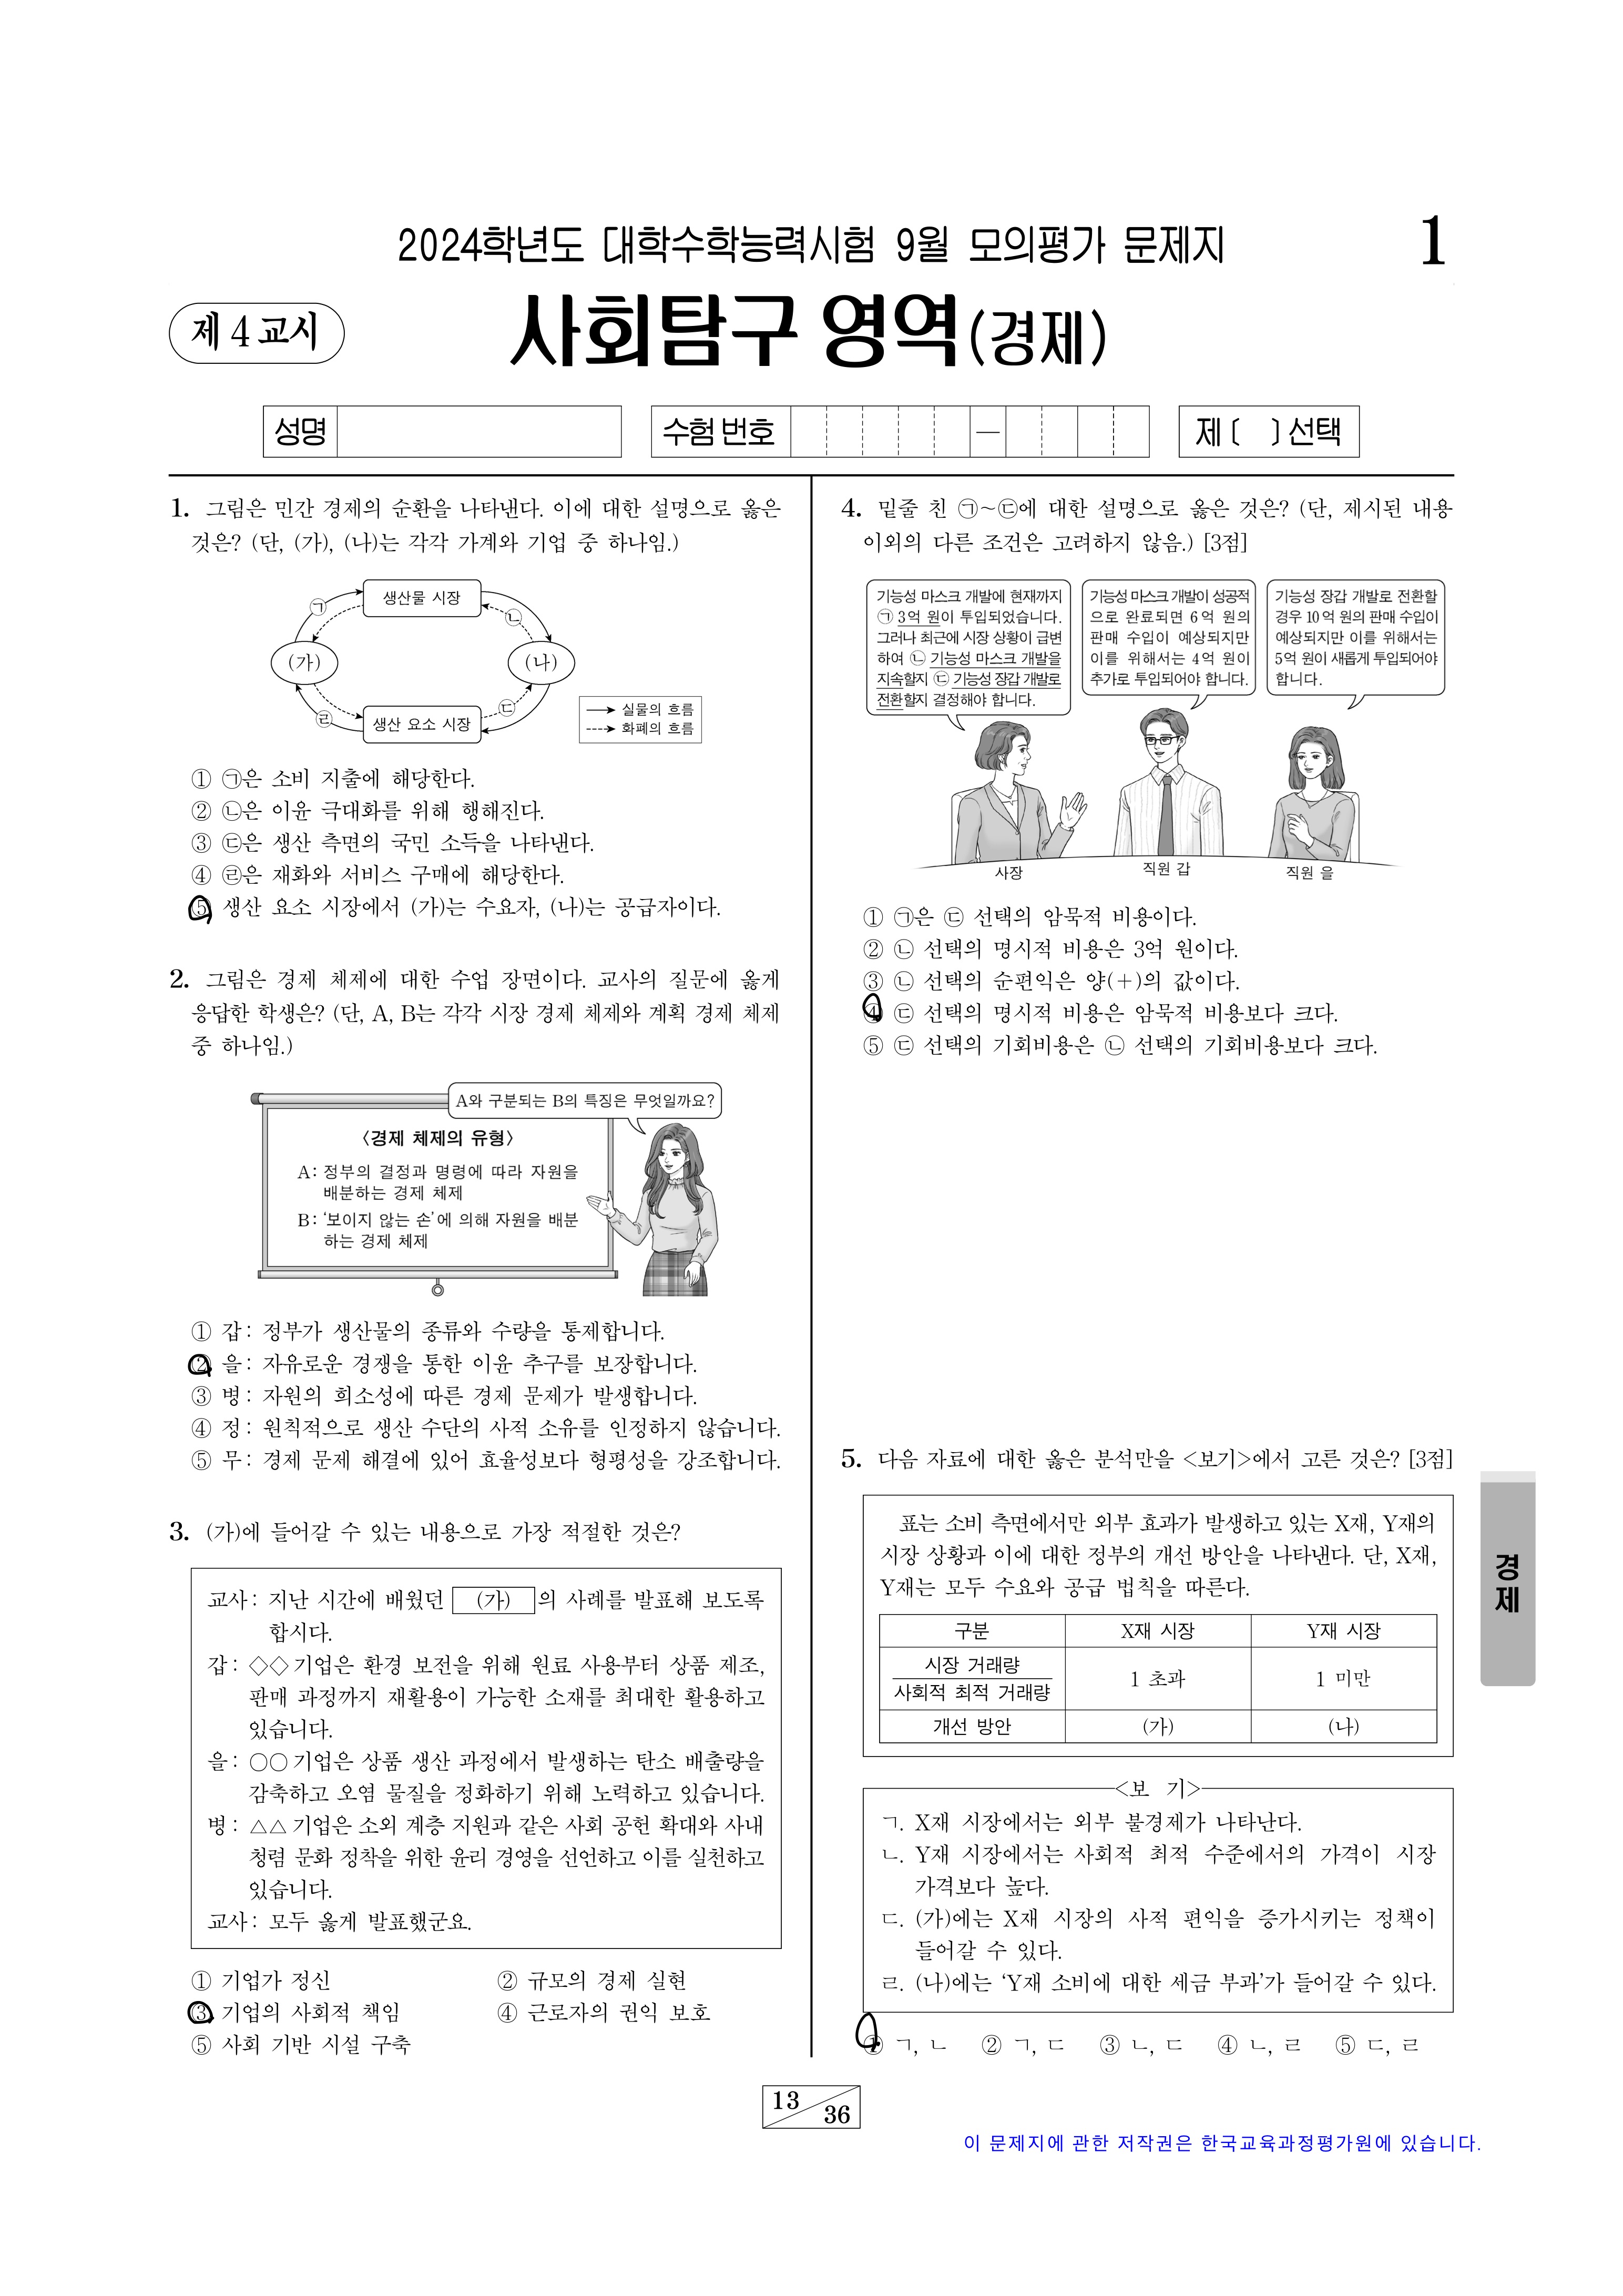 2024학년도 대학수학능력시험 9월 모의평가 문제지
1
제 4 교시
사회탐구 영역(경제)
성명
수험 번호
—
제 〔 〕 선택
1. 그림은 민간 경제의 순환을 나타낸다. 이에 대한 설명으로 옳은
것은? (단, (가), (나)는 각각 가계와 기업 중 하나임.)
생산물 시장
㉠
㉡
(가)
(나)
㉣
㉢
생산 요소 시장
실물의 흐름
화폐의 흐름
① ㉠은 소비 지출에 해당한다.
② ㉡은 이윤 극대화를 위해 행해진다.
③ ㉢은 생산 측면의 국민 소득을 나타낸다.
④ ㉣은 재화와 서비스 구매에 해당한다.
⑤ 생산 요소 시장에서 (가)는 수요자, (나)는 공급자이다.
2. 그림은 경제 체제에 대한 수업 장면이다. 교사의 질문에 옳게
응답한 학생은? (단, A, B는 각각 시장 경제 체제와 계획 경제 체제
중 하나임.)
A와 구분되는 B의 특징은 무엇일까요?
〈경제 체제의 유형〉
A: 정부의 결정과 명령에 따라 자원을
배분하는 경제 체제
B: ‘보이지 않는 손’에 의해 자원을 배분
하는 경제 체제
① 갑: 정부가 생산물의 종류와 수량을 통제합니다.
② 을: 자유로운 경쟁을 통한 이윤 추구를 보장합니다.
③ 병: 자원의 희소성에 따른 경제 문제가 발생합니다.
④ 정: 원칙적으로 생산 수단의 사적 소유를 인정하지 않습니다.
⑤ 무: 경제 문제 해결에 있어 효율성보다 형평성을 강조합니다.
3. (가)에 들어갈 수 있는 내용으로 가장 적절한 것은?
교사: 지난 시간에 배웠던 (가) 의 사례를 발표해 보도록
합시다.
갑: ◇◇기업은 환경 보전을 위해 원료 사용부터 상품 제조,
판매 과정까지 재활용이 가능한 소재를 최대한 활용하고
있습니다.
을: ○○기업은 상품 생산 과정에서 발생하는 탄소 배출량을
감축하고 오염 물질을 정화하기 위해 노력하고 있습니다.
병: △△기업은 소외 계층 지원과 같은 사회 공헌 확대와 사내
청렴 문화 정착을 위한 윤리 경영을 선언하고 이를 실천하고
있습니다.
교사: 모두 옳게 발표했군요.
① 기업가 정신 ② 규모의 경제 실현
③ 기업의 사회적 책임 ④ 근로자의 권익 보호
⑤ 사회 기반 시설 구축
4. 밑줄 친 ㉠~㉢에 대한 설명으로 옳은 것은? (단, 제시된 내용
이외의 다른 조건은 고려하지 않음.) [3점]
기능성 마스크 개발에 현재까지
㉠ 3억 원이 투입되었습니다.
그러나 최근에 시장 상황이 급변
하여 ㉡ 기능성 마스크 개발을
지속할지 ㉢ 기능성 장갑 개발로
전환할지 결정해야 합니다.
기능성 마스크 개발이 성공적
으로 완료되면 6억 원의
판매 수입이 예상되지만
이를 위해서는 4억 원이
추가로 투입되어야 합니다.
기능성 장갑 개발로 전환할
경우 10억 원의 판매 수입이
예상되지만 이를 위해서는
5억 원이 새롭게 투입되어야
합니다.
사장
직원 갑
직원 을
① ㉠은 ㉢ 선택의 암묵적 비용이다.
② ㉡ 선택의 명시적 비용은 3억 원이다.
③ ㉡ 선택의 순편익은 양(+)의 값이다.
④ ㉢ 선택의 명시적 비용은 암묵적 비용보다 크다.
⑤ ㉢ 선택의 기회비용은 ㉡ 선택의 기회비용보다 크다.
5. 다음 자료에 대한 옳은 분석만을 <보기>에서 고른 것은? [3점]
표는 소비 측면에서만 외부 효과가 발생하고 있는 X재, Y재의
시장 상황과 이에 대한 정부의 개선 방안을 나타낸다. 단, X재,
Y재는 모두 수요와 공급 법칙을 따른다.
구분 X재 시장 Y재 시장
시장 거래량
사회적 최적 거래량
1 초과 1 미만
개선 방안 (가) (나)
<보 기>
ㄱ. X재 시장에서는 외부 불경제가 나타난다.
ㄴ. Y재 시장에서는 사회적 최적 수준에서의 가격이 시장
가격보다 높다.
ㄷ. (가)에는 X재 시장의 사적 편익을 증가시키는 정책이
들어갈 수 있다.
ㄹ. (나)에는 ‘Y재 소비에 대한 세금 부과’가 들어갈 수 있다.
① ㄱ, ㄴ ② ㄱ, ㄷ ③ ㄴ, ㄷ ④ ㄴ, ㄹ ⑤ ㄷ, ㄹ
경제
13
36
이 문제지에 관한 저작권은 한국교육과정평가원에 있습니다.